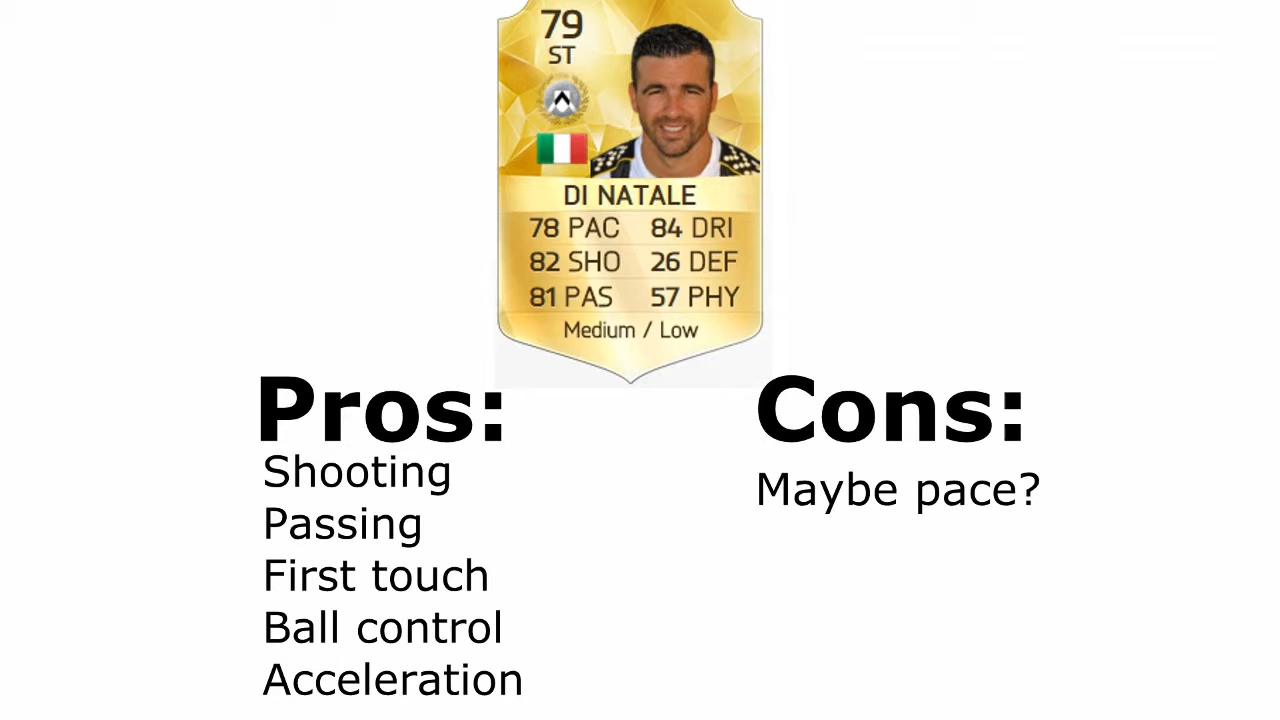 79
ST
DI NATALE
78 PAC 84 DRI
82 SHO 26 DEF
81 PAS 57 PHY
Medium / Low
Pros:
Shooting
Passing
First touch
Ball control
Acceleration
Cons:
Maybe pace?